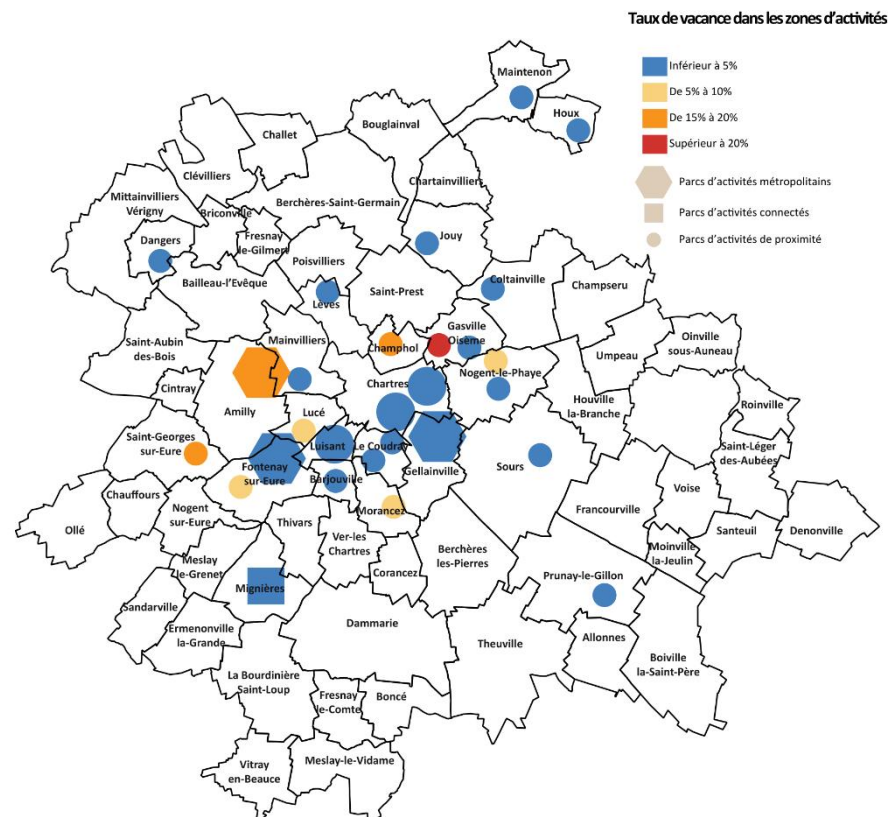 Taux de vacance dans les zones d'activités
Inférieur à 5%
De 5% à 10%
De 15% à 20%
Supérieur à 20%
Parcs d'activités métropolitains
Parcs d'activités connectés
Parcs d'activités de proximité
Maintenon
Houx
Bouglainval
Challet
Clévilliers
Chartainvilliers
Mittainvilliers
Vérigny
Berchères-Saint-Germain
Briconville
Dangers
Fresnay
le-Gilmert
Jouy
Poisvilliers
Bailleau-l'Evêque
Coltainville
Champseru
Saint-Prest
Lèves
Gasville
Oisème
Saint-Aubin
des-Bois
Mainvilliers
Champhol
Oinville
sous-Auneau
Umpeau
Nogent-le-Phaye
Cintray
Chartres
Houville
la-Branche
Roinville
Amilly
Lucé
Saint-Georges
sur-Eure
Luisant
Le Coudray
Saint-Léger
des-Aubées
Fontenay
sur-Eure
Gellainville
Sours
Barjouville
Voise
Chauffours
Nogent
sur-Eure
Morancez
Francourville
Ollé
Thivars
Santeuil
Denonville
Ver-les
Chartres
Moinville
la-Jeulin
Berchères
les-Pierres
Meslay
le-Grenet
Corancez
Prunay-le-Gillon
Mignières
Sandarville
Dammarie
Ermenonville
la-Grande
Theuville
Allonnes
Boiville
la-Saint-Père
La Bourdinière
Saint-Loup
Fresnay
le-Comte
Boncé
Meslay-le-Vidame
Vitray
en-Beauce